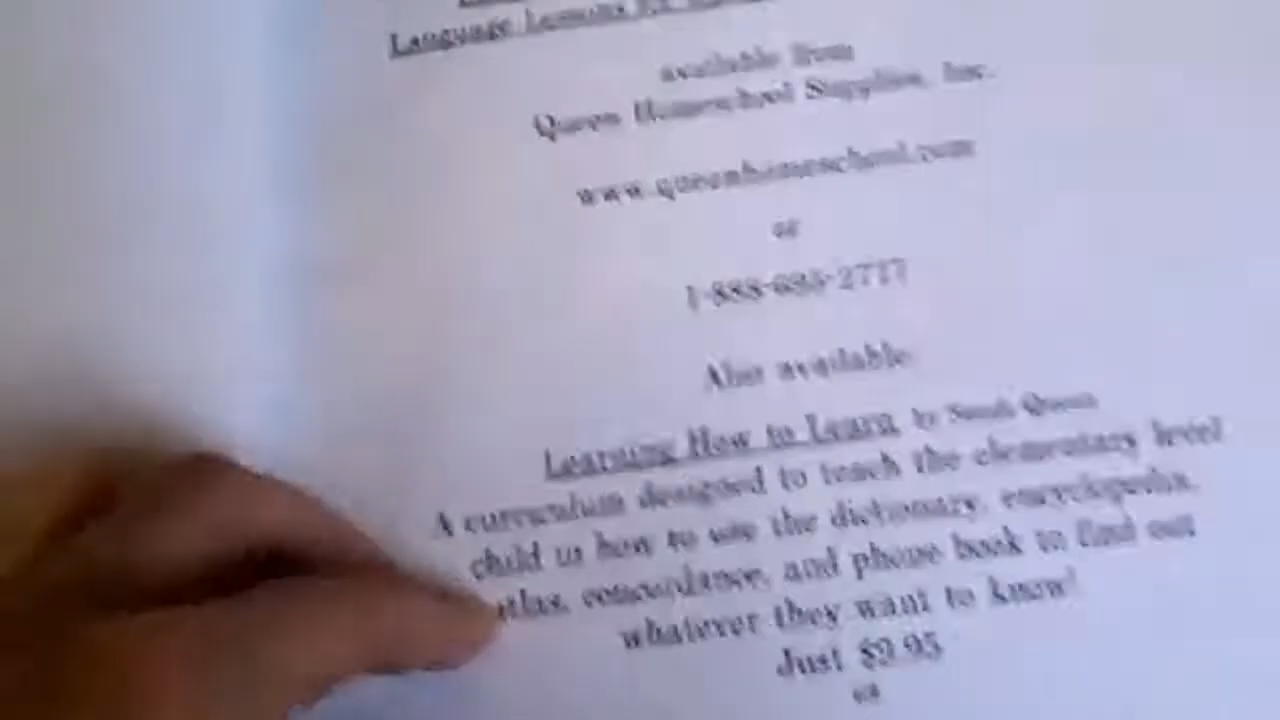 Language Lessons for
available from
Queen Homeschool Supplies, Inc.
www.queenhomeschool.com
or
1-888-695-2777
Also available:
Learning How to Learn by Sandi Queen
A curriculum designed to teach the elementary level
child in how to use the dictionary, encyclopedia,
atlas, concordance, and phone book to find out
whatever they want to know!
Just $9.95